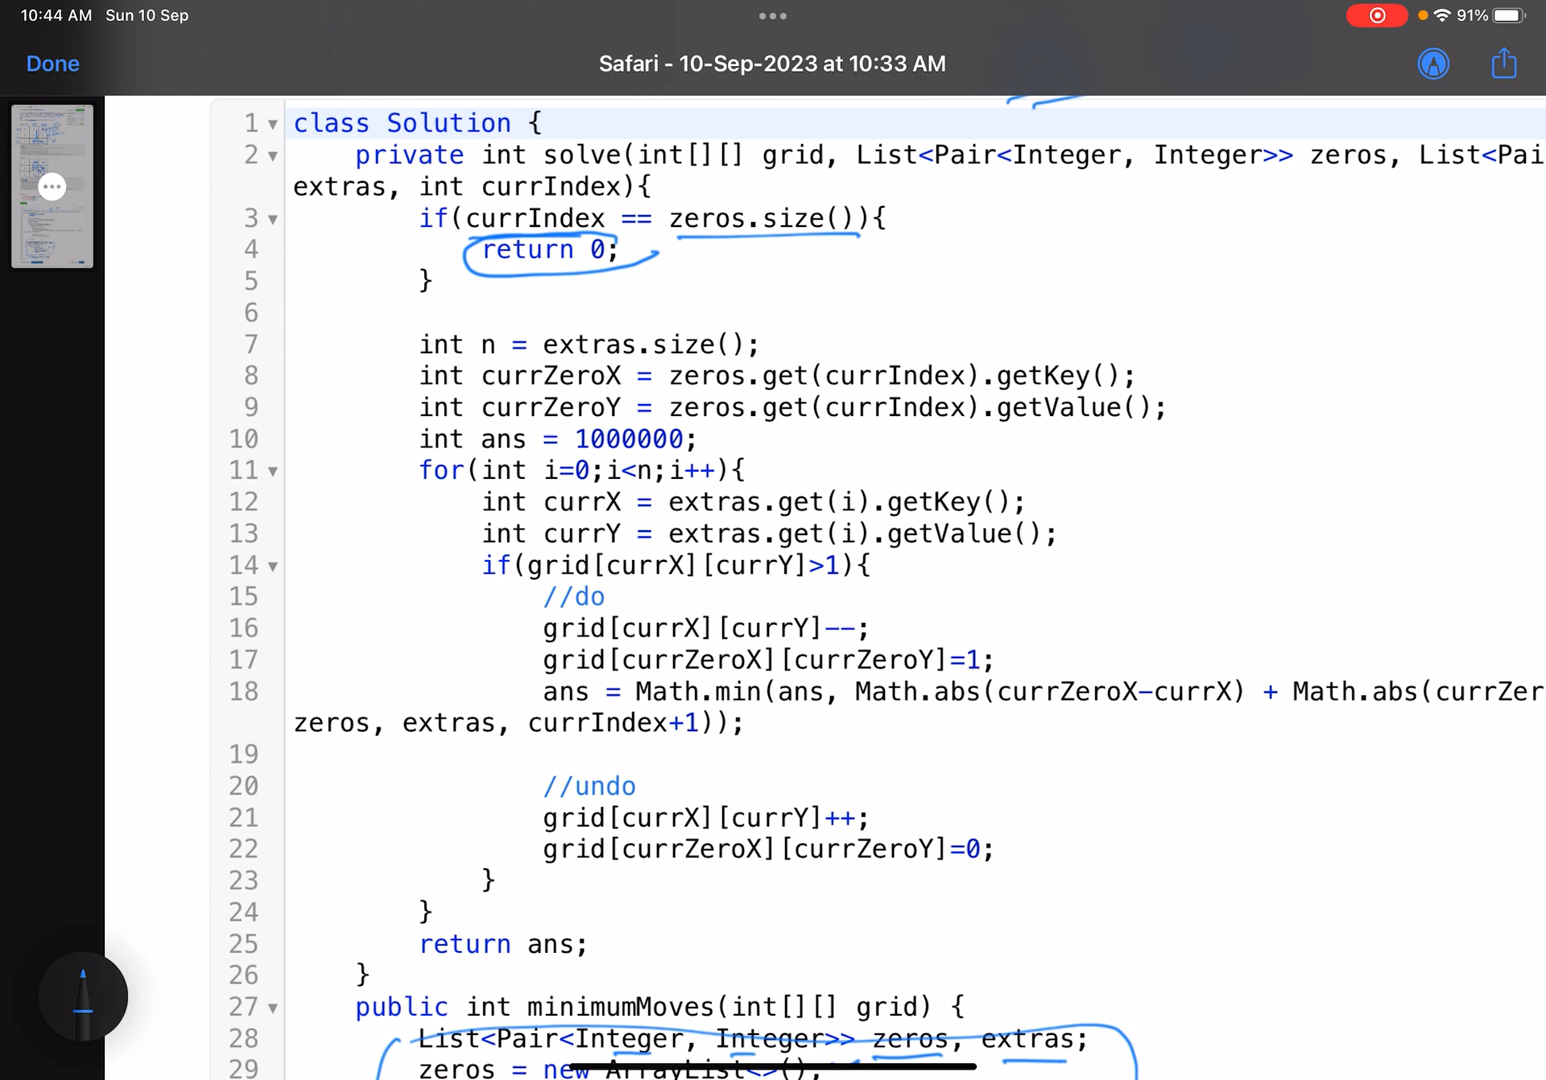 10:44 AM Sun 10 Sep
91%
Done
Safari - 10-Sep-2023 at 10:33 AM
1 class Solution {
2 private int solve(int[][] grid, List<Pair<Integer, Integer>> zeros, List<Pai
extras, int currIndex){
3 if(currIndex == zeros.size()){
4 return 0;
5 }
6
7 int n = extras.size();
8 int currZeroX = zeros.get(currIndex).getKey();
9 int currZeroY = zeros.get(currIndex).getValue();
10 int ans = 1000000;
11 for(int i=0;i<n;i++){
12 int currX = extras.get(i).getKey();
13 int currY = extras.get(i).getValue();
14 if(grid[currX][currY]>1){
15 //do
16 grid[currX][currY]--;
17 grid[currZeroX][currZeroY]=1;
18 ans = Math.min(ans, Math.abs(currZeroX-currX) + Math.abs(currZer
zeros, extras, currIndex+1));
19
20 //undo
21 grid[currX][currY]++;
22 grid[currZeroX][currZeroY]=0;
23 }
24 }
25 return ans;
26 }
27 public int minimumMoves(int[][] grid) {
28 List<Pair<Integer, Integer>> zeros, extras;
29 zeros = new ArrayList<>();